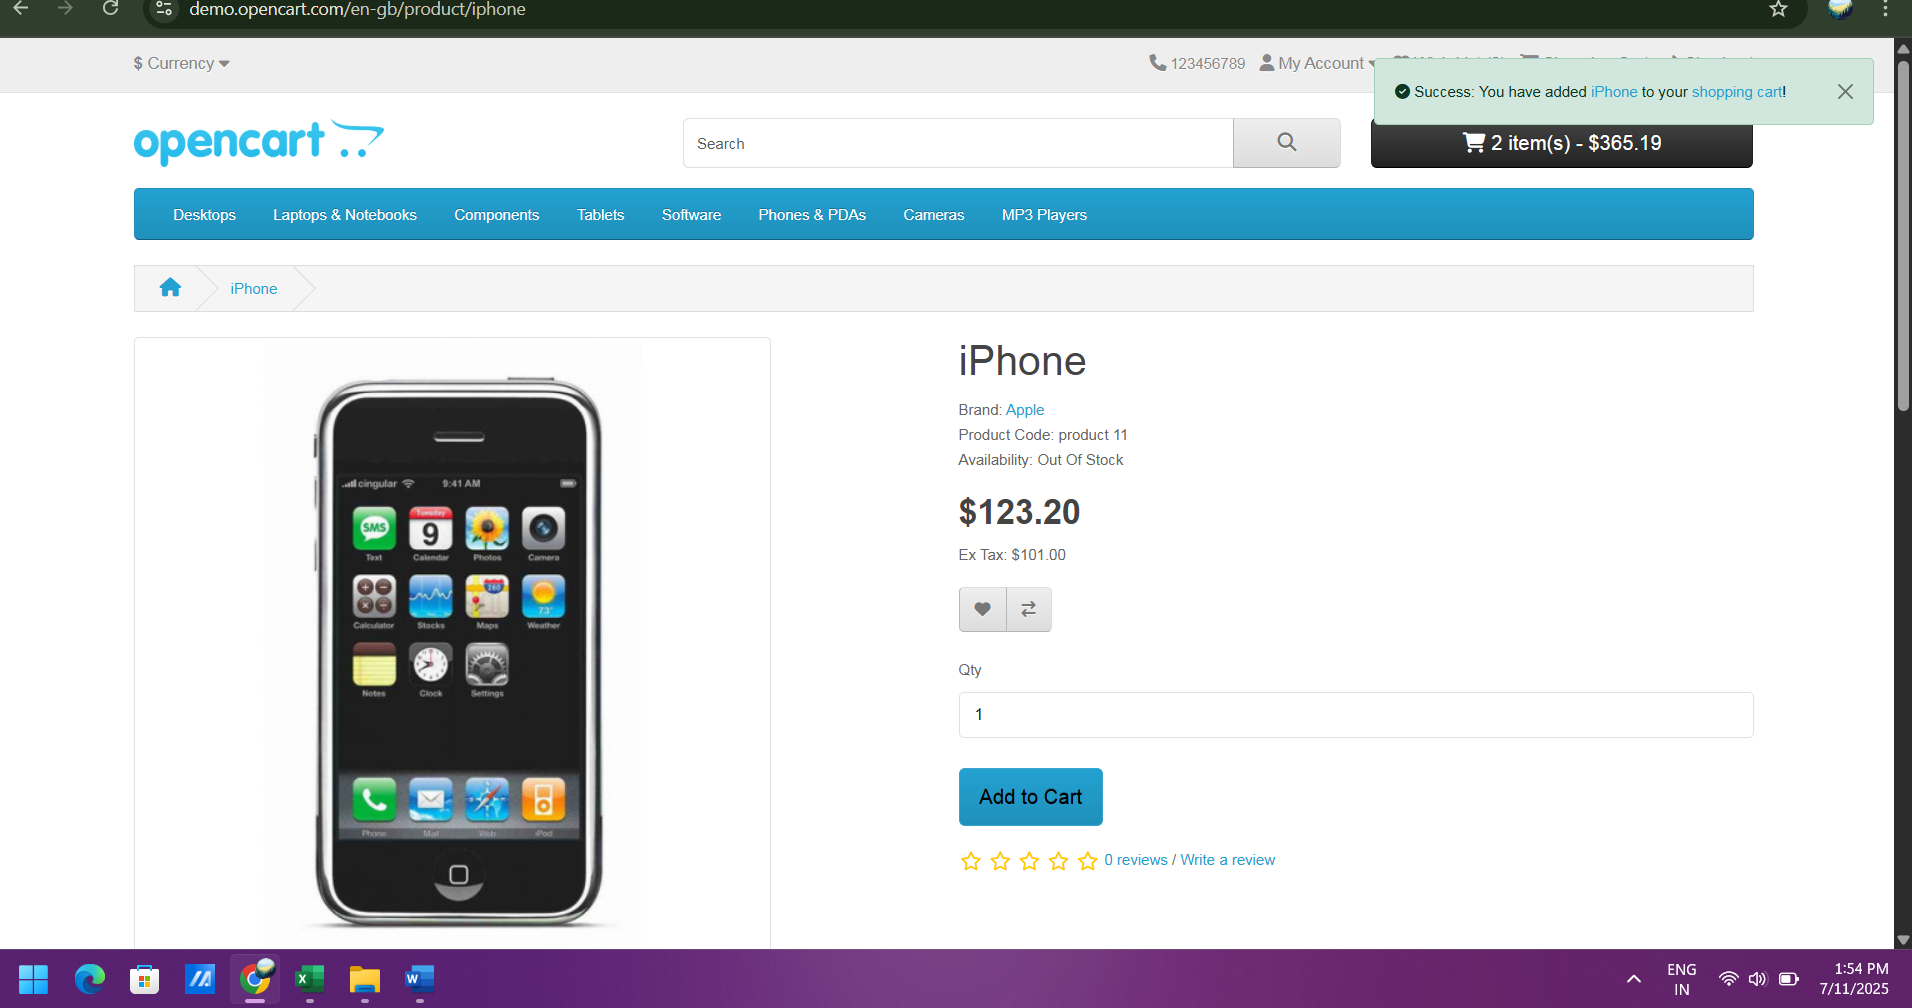 demo.opencart.com/en-gb/product/iphone
$ Currency
123456789 My Account
Success: You have added iPhone to your shopping cart!
opencart
Search
2 item(s) - $365.19
Desktops Laptops & Notebooks Components Tablets Software Phones & PDAs Cameras MP3 Players
iPhone
iPhone
Brand: Apple
Product Code: product 11
Availability: Out Of Stock
$123.20
Ex Tax: $101.00
Qty
1
Add to Cart
0 reviews / Write a review
cingular 9:41 AM
SMS Tuesday 9
Text Calendar Photos Camera
280 73°
Calculator Stocks Maps Weather
Notes Clock Settings
Phone Mail Web iPod
ENG
IN
1:54 PM
7/11/2025